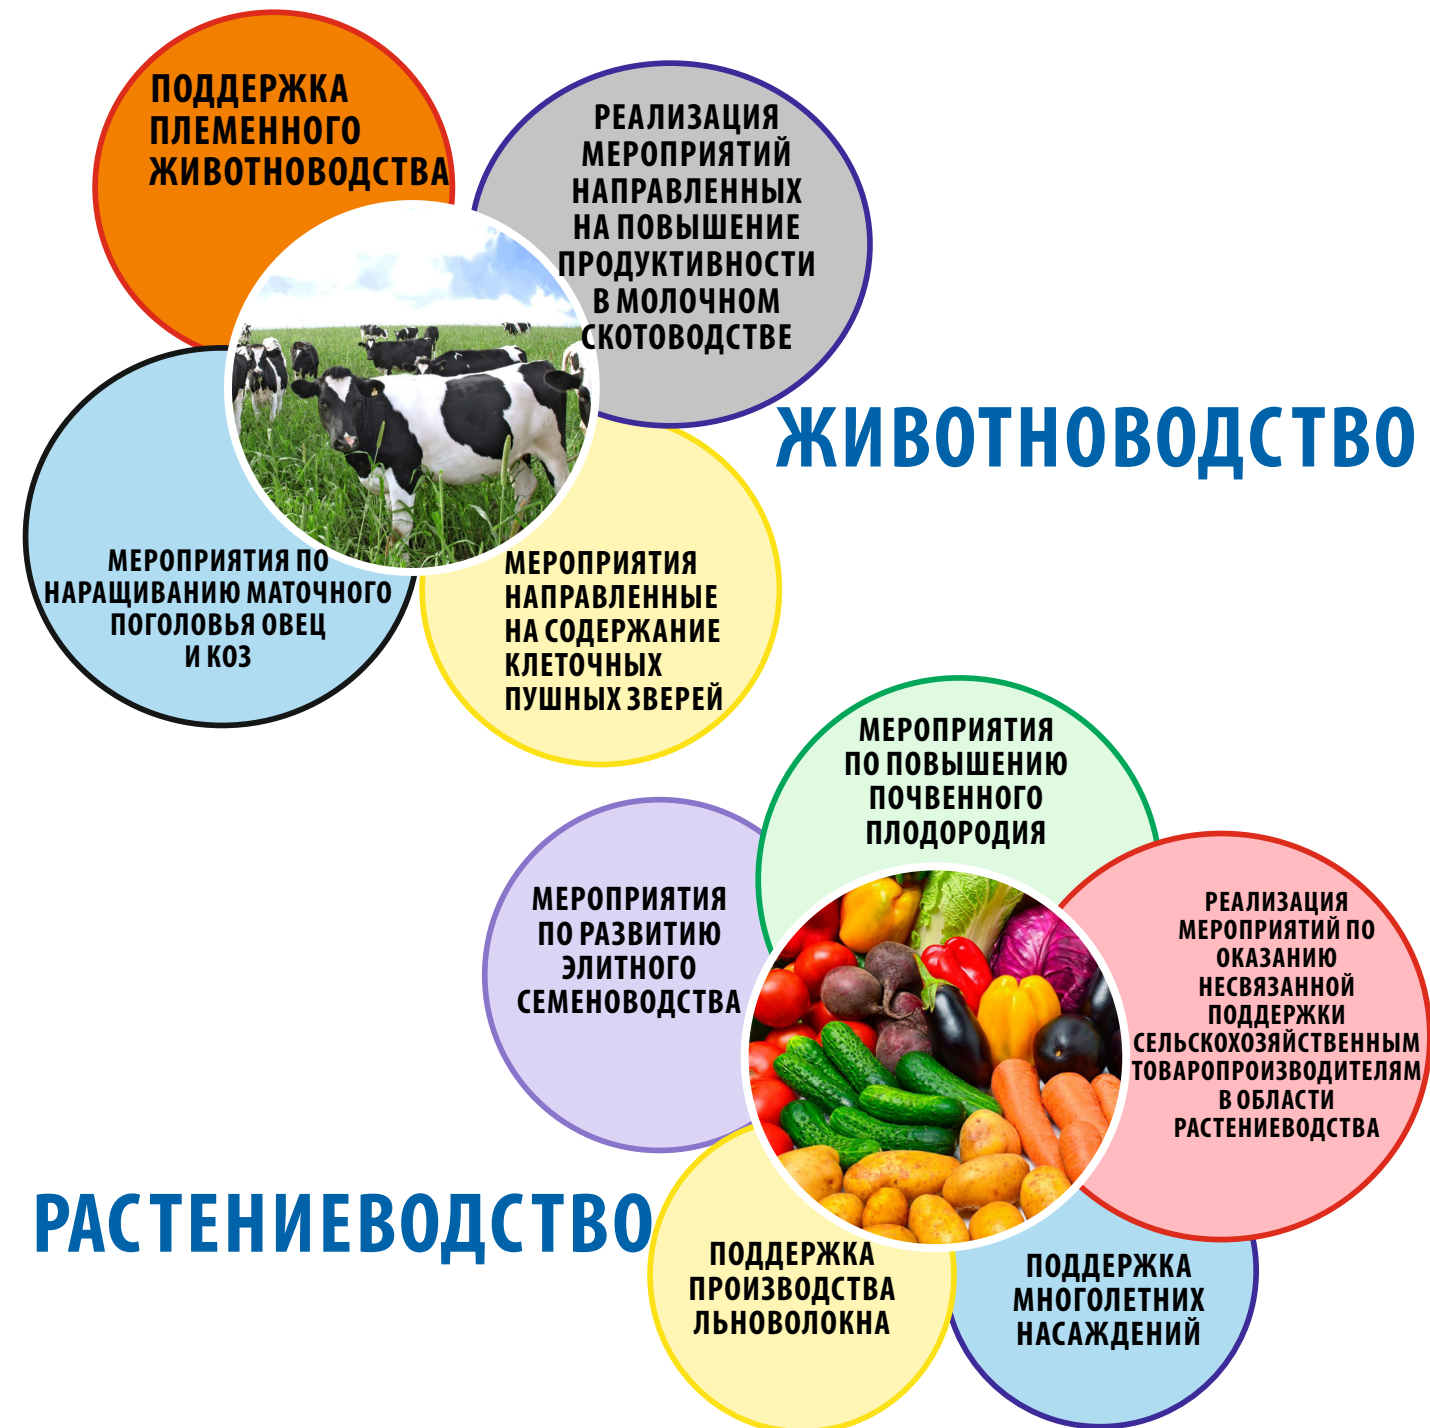 ПОДДЕРЖКА
ПЛЕМЕННОГО
ЖИВОТНОВОДСТВА
РЕАЛИЗАЦИЯ
МЕРОПРИЯТИЙ
НАПРАВЛЕННЫХ
НА ПОВЫШЕНИЕ
ПРОДУКТИВНОСТИ
В МОЛОЧНОМ
СКОТОВОДСТВЕ
ЖИВОТНОВОДСТВО
МЕРОПРИЯТИЯ ПО
НАРАЩИВАНИЮ МАТОЧНОГО
ПОГОЛОВЬЯ ОВЕЦ
И КОЗ
МЕРОПРИЯТИЯ
НАПРАВЛЕННЫЕ
НА СОДЕРЖАНИЕ
КЛЕТОЧНЫХ
ПУШНЫХ ЗВЕРЕЙ
МЕРОПРИЯТИЯ
ПО ПОВЫШЕНИЮ
ПОЧВЕННОГО
ПЛОДОРОДИЯ
МЕРОПРИЯТИЯ
ПО РАЗВИТИЮ
ЭЛИТНОГО
СЕМЕНОВОДСТВА
РЕАЛИЗАЦИЯ
МЕРОПРИЯТИЙ ПО
ОКАЗАНИЮ
НЕСВЯЗАННОЙ
ПОДДЕРЖКИ
СЕЛЬСКОХОЗЯЙСТВЕННЫМ
ТОВАРОПРОИЗВОДИТЕЛЯМ
В ОБЛАСТИ
РАСТЕНИЕВОДСТВА
РАСТЕНИЕВОДСТВО
ПОДДЕРЖКА
ПРОИЗВОДСТВА
ЛЬНОВОЛОКНА
ПОДДЕРЖКА
МНОГОЛЕТНИХ
НАСАЖДЕНИЙ